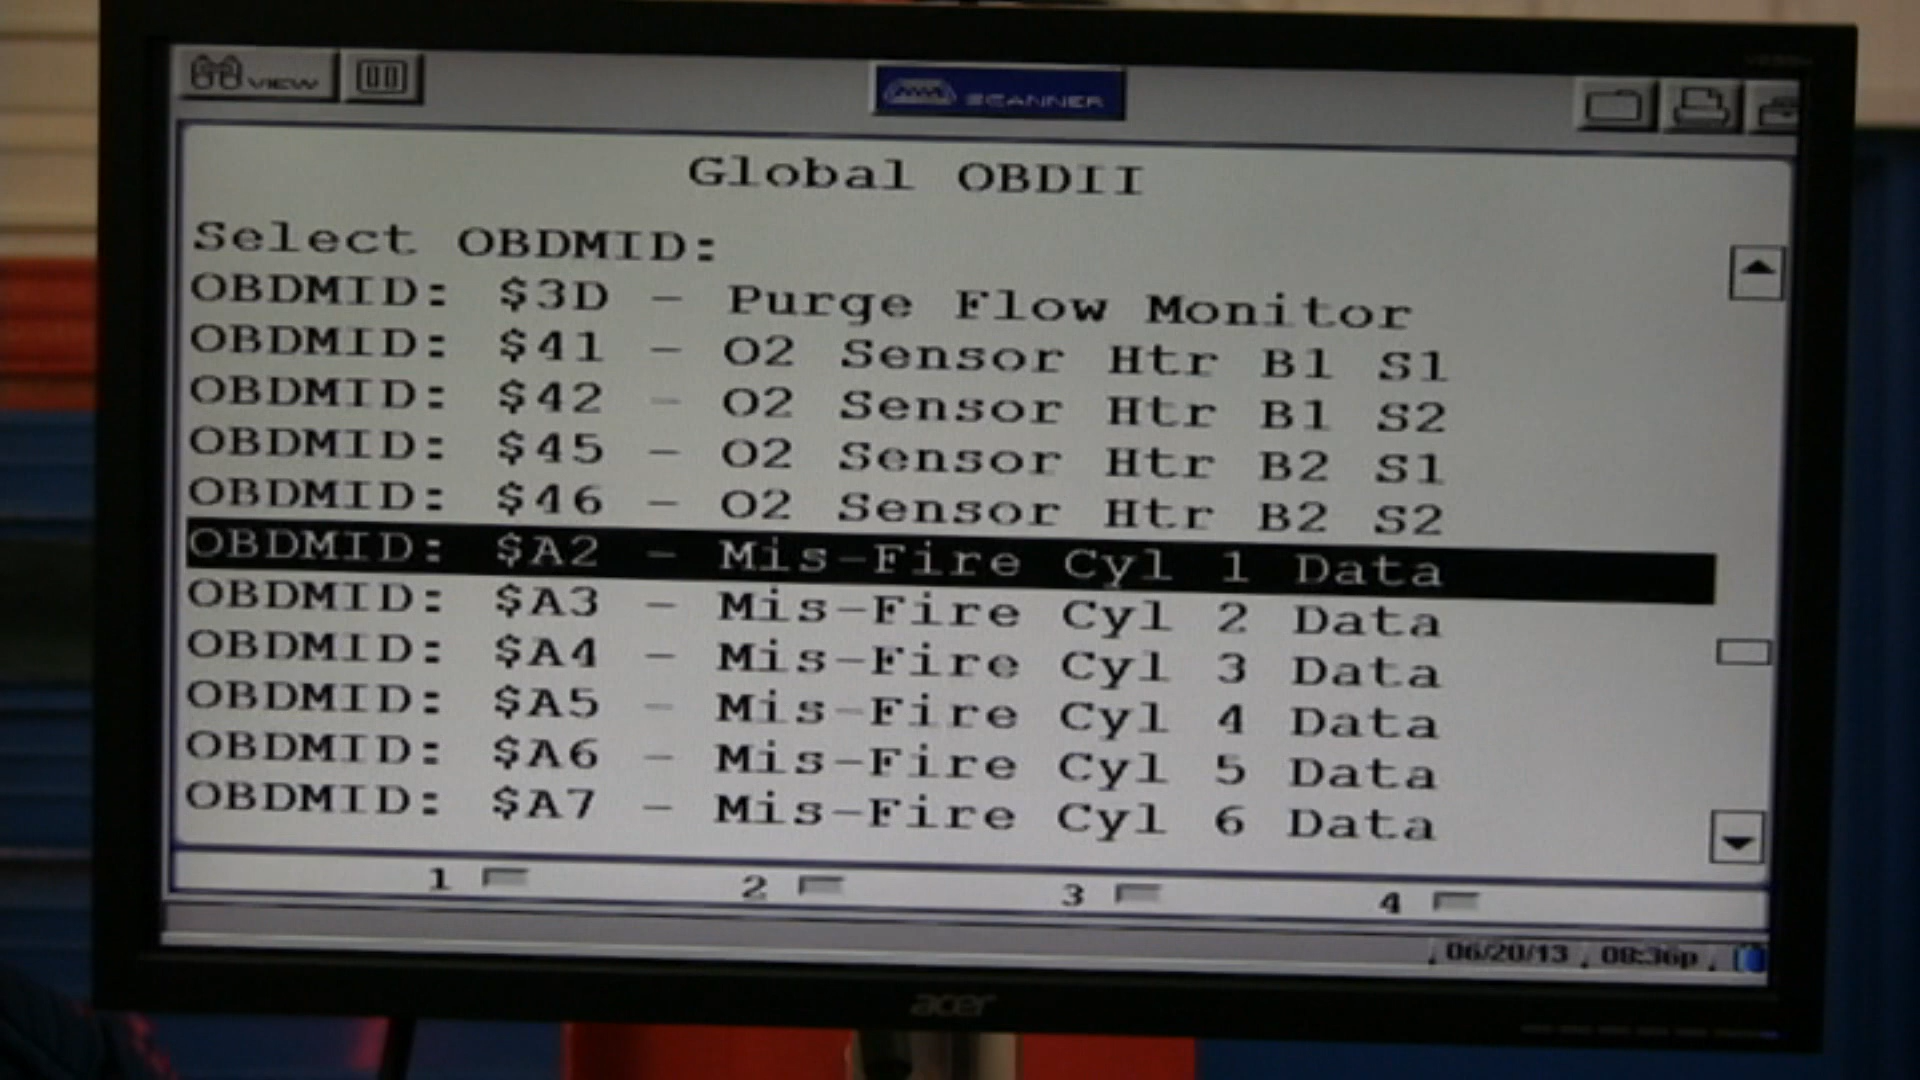 VIEW
SCANNER
Global OBDII
Select OBDMID:
OBDMID: $3D - Purge Flow Monitor
OBDMID: $41 - O2 Sensor Htr B1 S1
OBDMID: $42 - O2 Sensor Htr B1 S2
OBDMID: $45 - O2 Sensor Htr B2 S1
OBDMID: $46 - O2 Sensor Htr B2 S2
OBDMID: $A2 - Mis-Fire Cyl 1 Data
OBDMID: $A3 - Mis-Fire Cyl 2 Data
OBDMID: $A4 - Mis-Fire Cyl 3 Data
OBDMID: $A5 - Mis-Fire Cyl 4 Data
OBDMID: $A6 - Mis-Fire Cyl 5 Data
OBDMID: $A7 - Mis-Fire Cyl 6 Data
1 2 3 4
06/20/13 08:36p
acer